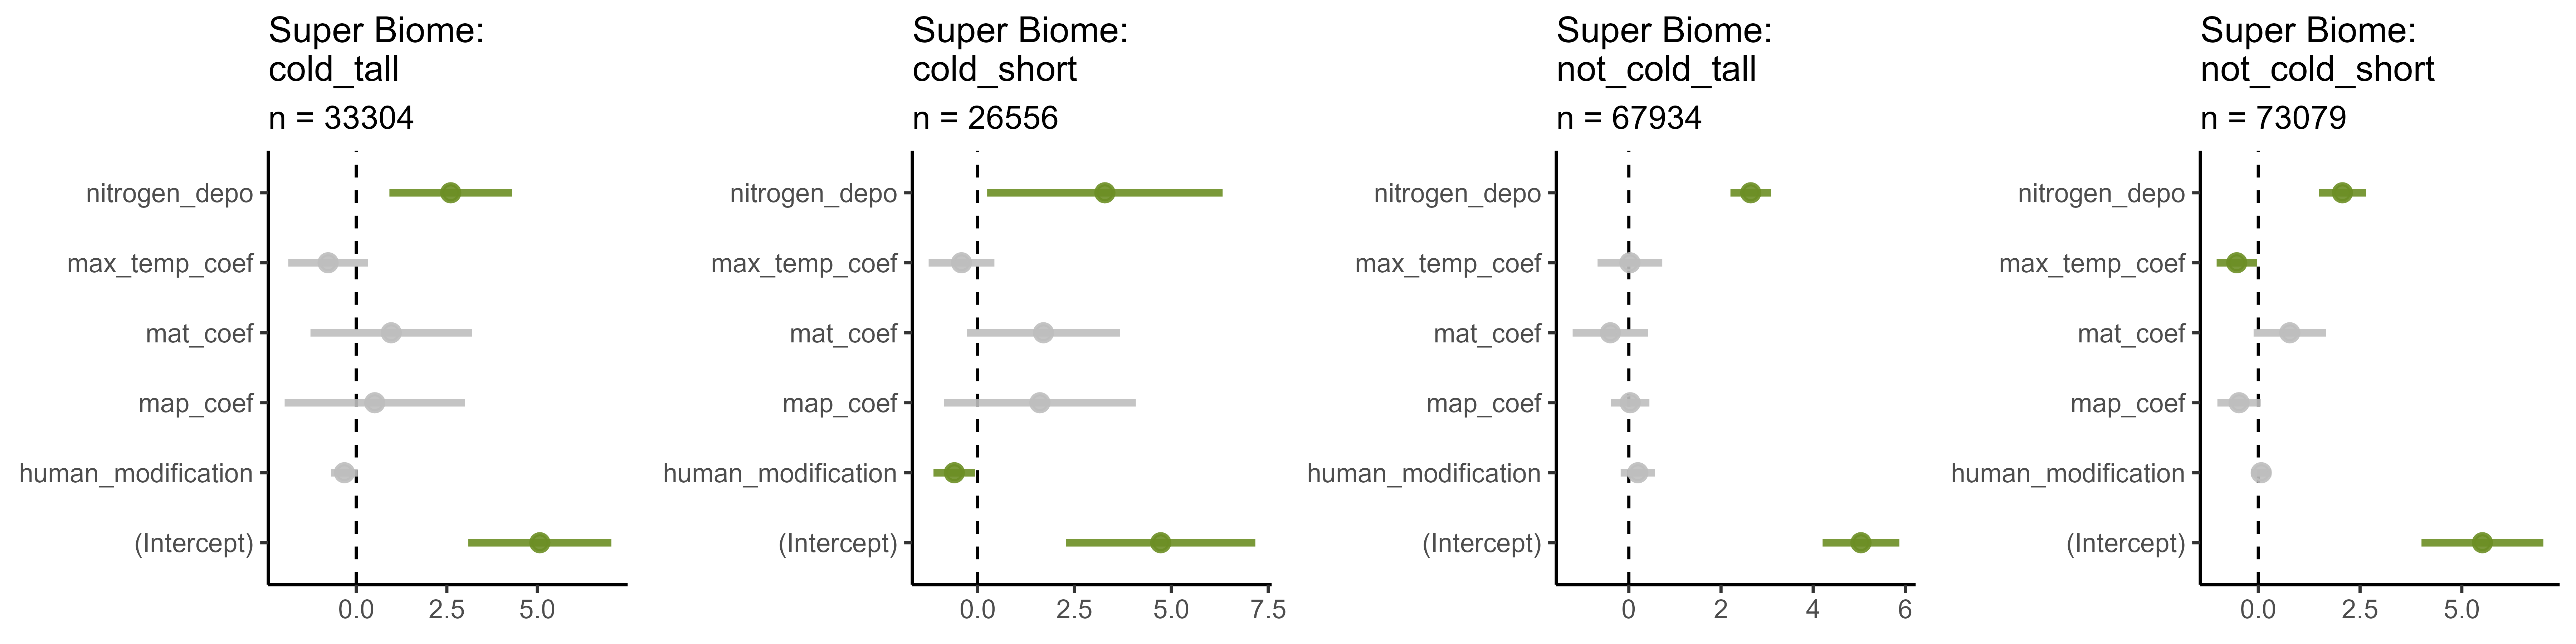 Super Biome:
cold_tall
n = 33304
nitrogen_depo
max_temp_coef
mat_coef
map_coef
human_modification
(Intercept)
0.0 2.5 5.0
Super Biome:
cold_short
n = 26556
nitrogen_depo
max_temp_coef
mat_coef
map_coef
human_modification
(Intercept)
0.0 2.5 5.0 7.5
Super Biome:
not_cold_tall
n = 67934
nitrogen_depo
max_temp_coef
mat_coef
map_coef
human_modification
(Intercept)
0 2 4 6
Super Biome:
not_cold_short
n = 73079
nitrogen_depo
max_temp_coef
mat_coef
map_coef
human_modification
(Intercept)
0.0 2.5 5.0